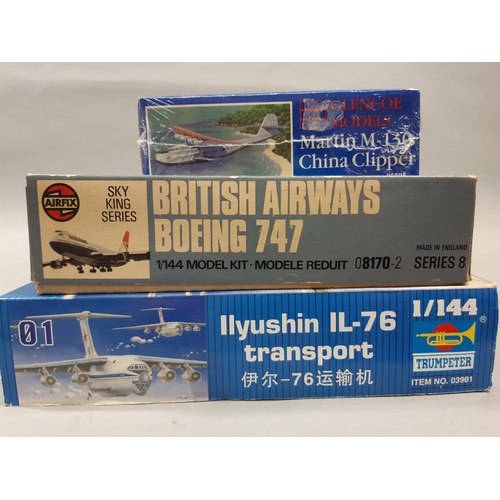 GLENCOE
MODELS
Martin M-130
China Clipper
AIRFIX
SKY
KING
SERIES
BRITISH AIRWAYS
BOEING 747
1/144 MODEL KIT · MODELE REDUIT 08170-2
MADE IN ENGLAND
SERIES 8
01
Ilyushin IL-76
transport
伊尔-76运输机
1/144
TRUMPETER
ITEM NO. 03901